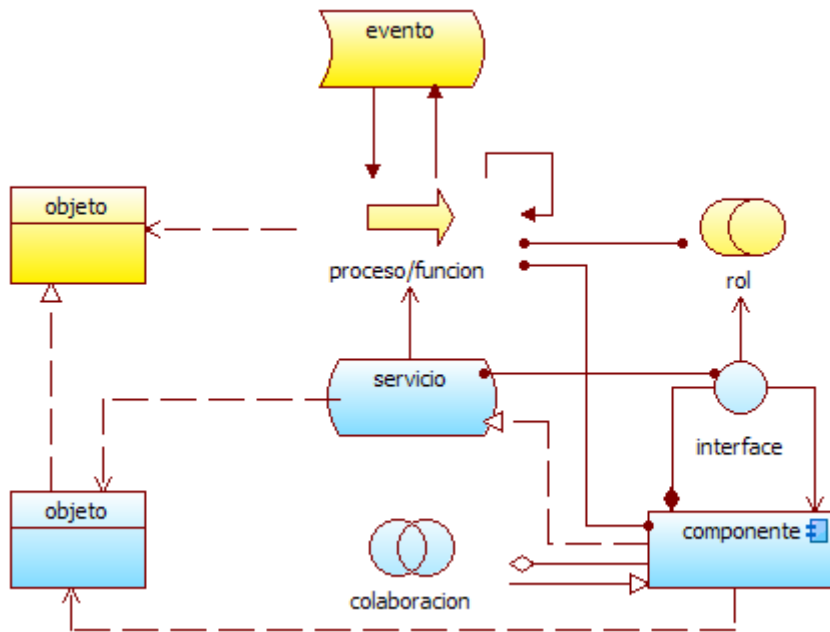 evento
objeto
proceso/funcion
rol
servicio
interface
objeto
componente
colaboracion